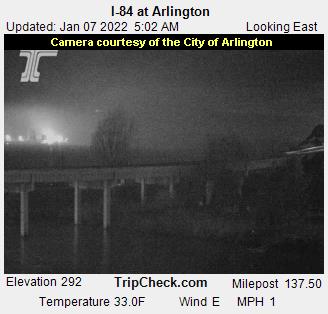 I-84 at Arlington
Updated: Jan 07 2022 5:02 AM Looking East
Camera courtesy of the City of Arlington
Elevation 292 TripCheck.com Milepost 137.50
Temperature 33.0F Wind E MPH 1